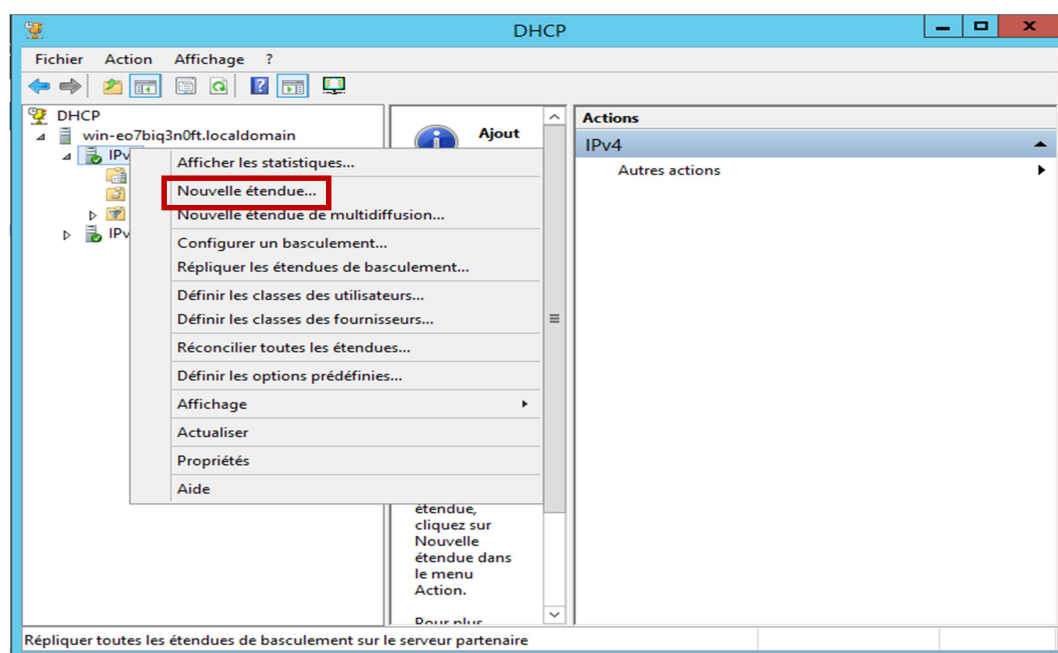 DHCP
Fichier Action Affichage ?
DHCP
win-eo7biq3n0ft.localdomain
IPv
IPv
Afficher les statistiques...
Nouvelle étendue...
Nouvelle étendue de multidiffusion...
Configurer un basculement...
Répliquer les étendues de basculement...
Définir les classes des utilisateurs...
Définir les classes des fournisseurs...
Réconcilier toutes les étendues...
Définir les options prédéfinies...
Affichage
Actualiser
Propriétés
Aide
Ajout
étendue,
cliquez sur
Nouvelle
étendue dans
le menu
Action.
Pour plus
Actions
IPv4
Autres actions
Répliquer toutes les étendues de basculement sur le serveur partenaire